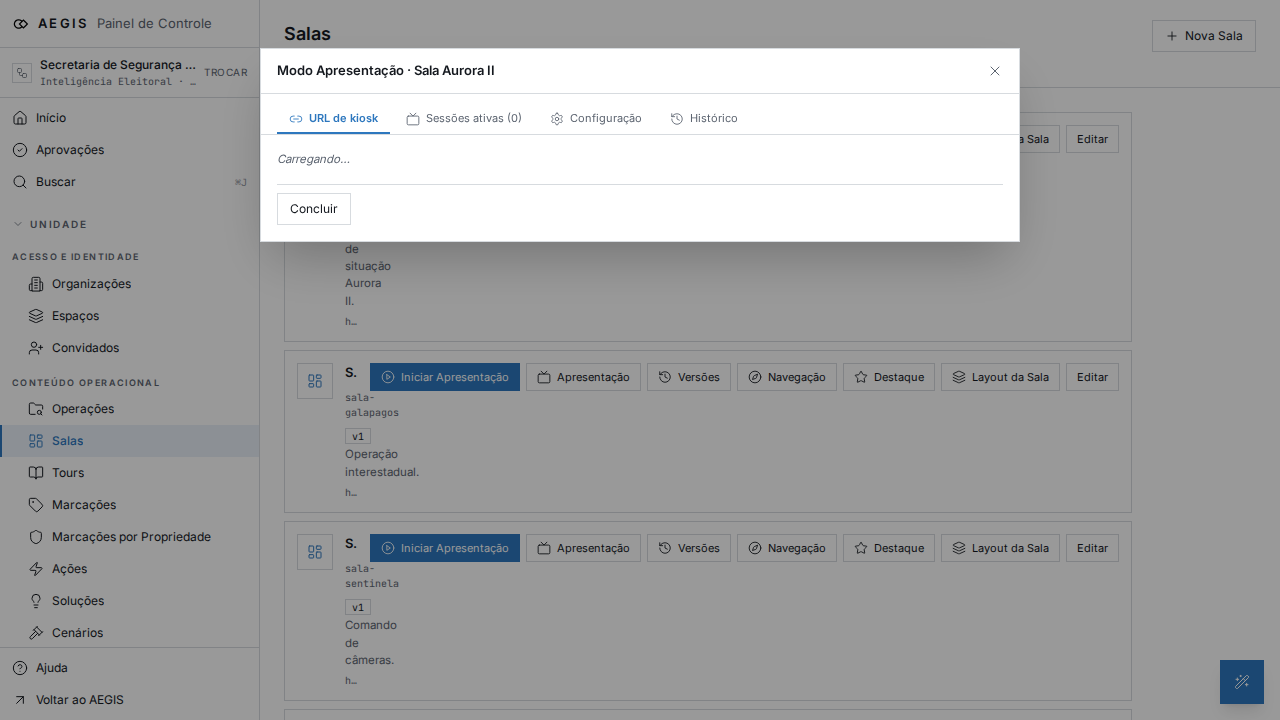 AEGIS Painel de Controle
Secretaria de Segurança ...
Inteligência Eleitoral · …
TROCAR
Início
Aprovações
Buscar
⌘J
UNIDADE
ACESSO E IDENTIDADE
Organizações
Espaços
Convidados
CONTEÚDO OPERACIONAL
Operações
Salas
Tours
Marcações
Marcações por Propriedade
Ações
Soluções
Cenários
Ajuda
Voltar ao AEGIS
Salas
Nova Sala
Modo Apresentação · Sala Aurora II
URL de kiosk
Sessões ativas (0)
Configuração
Histórico
Carregando…
Concluir
a Sala
Editar
de
situação
Aurora
II.
h…
S.
Iniciar Apresentação
Apresentação
Versões
Navegação
Destaque
Layout da Sala
Editar
sala-
galapagos
v1
Operação
interestadual.
h…
S.
Iniciar Apresentação
Apresentação
Versões
Navegação
Destaque
Layout da Sala
Editar
sala-
sentinela
v1
Comando
de
câmeras.
h…